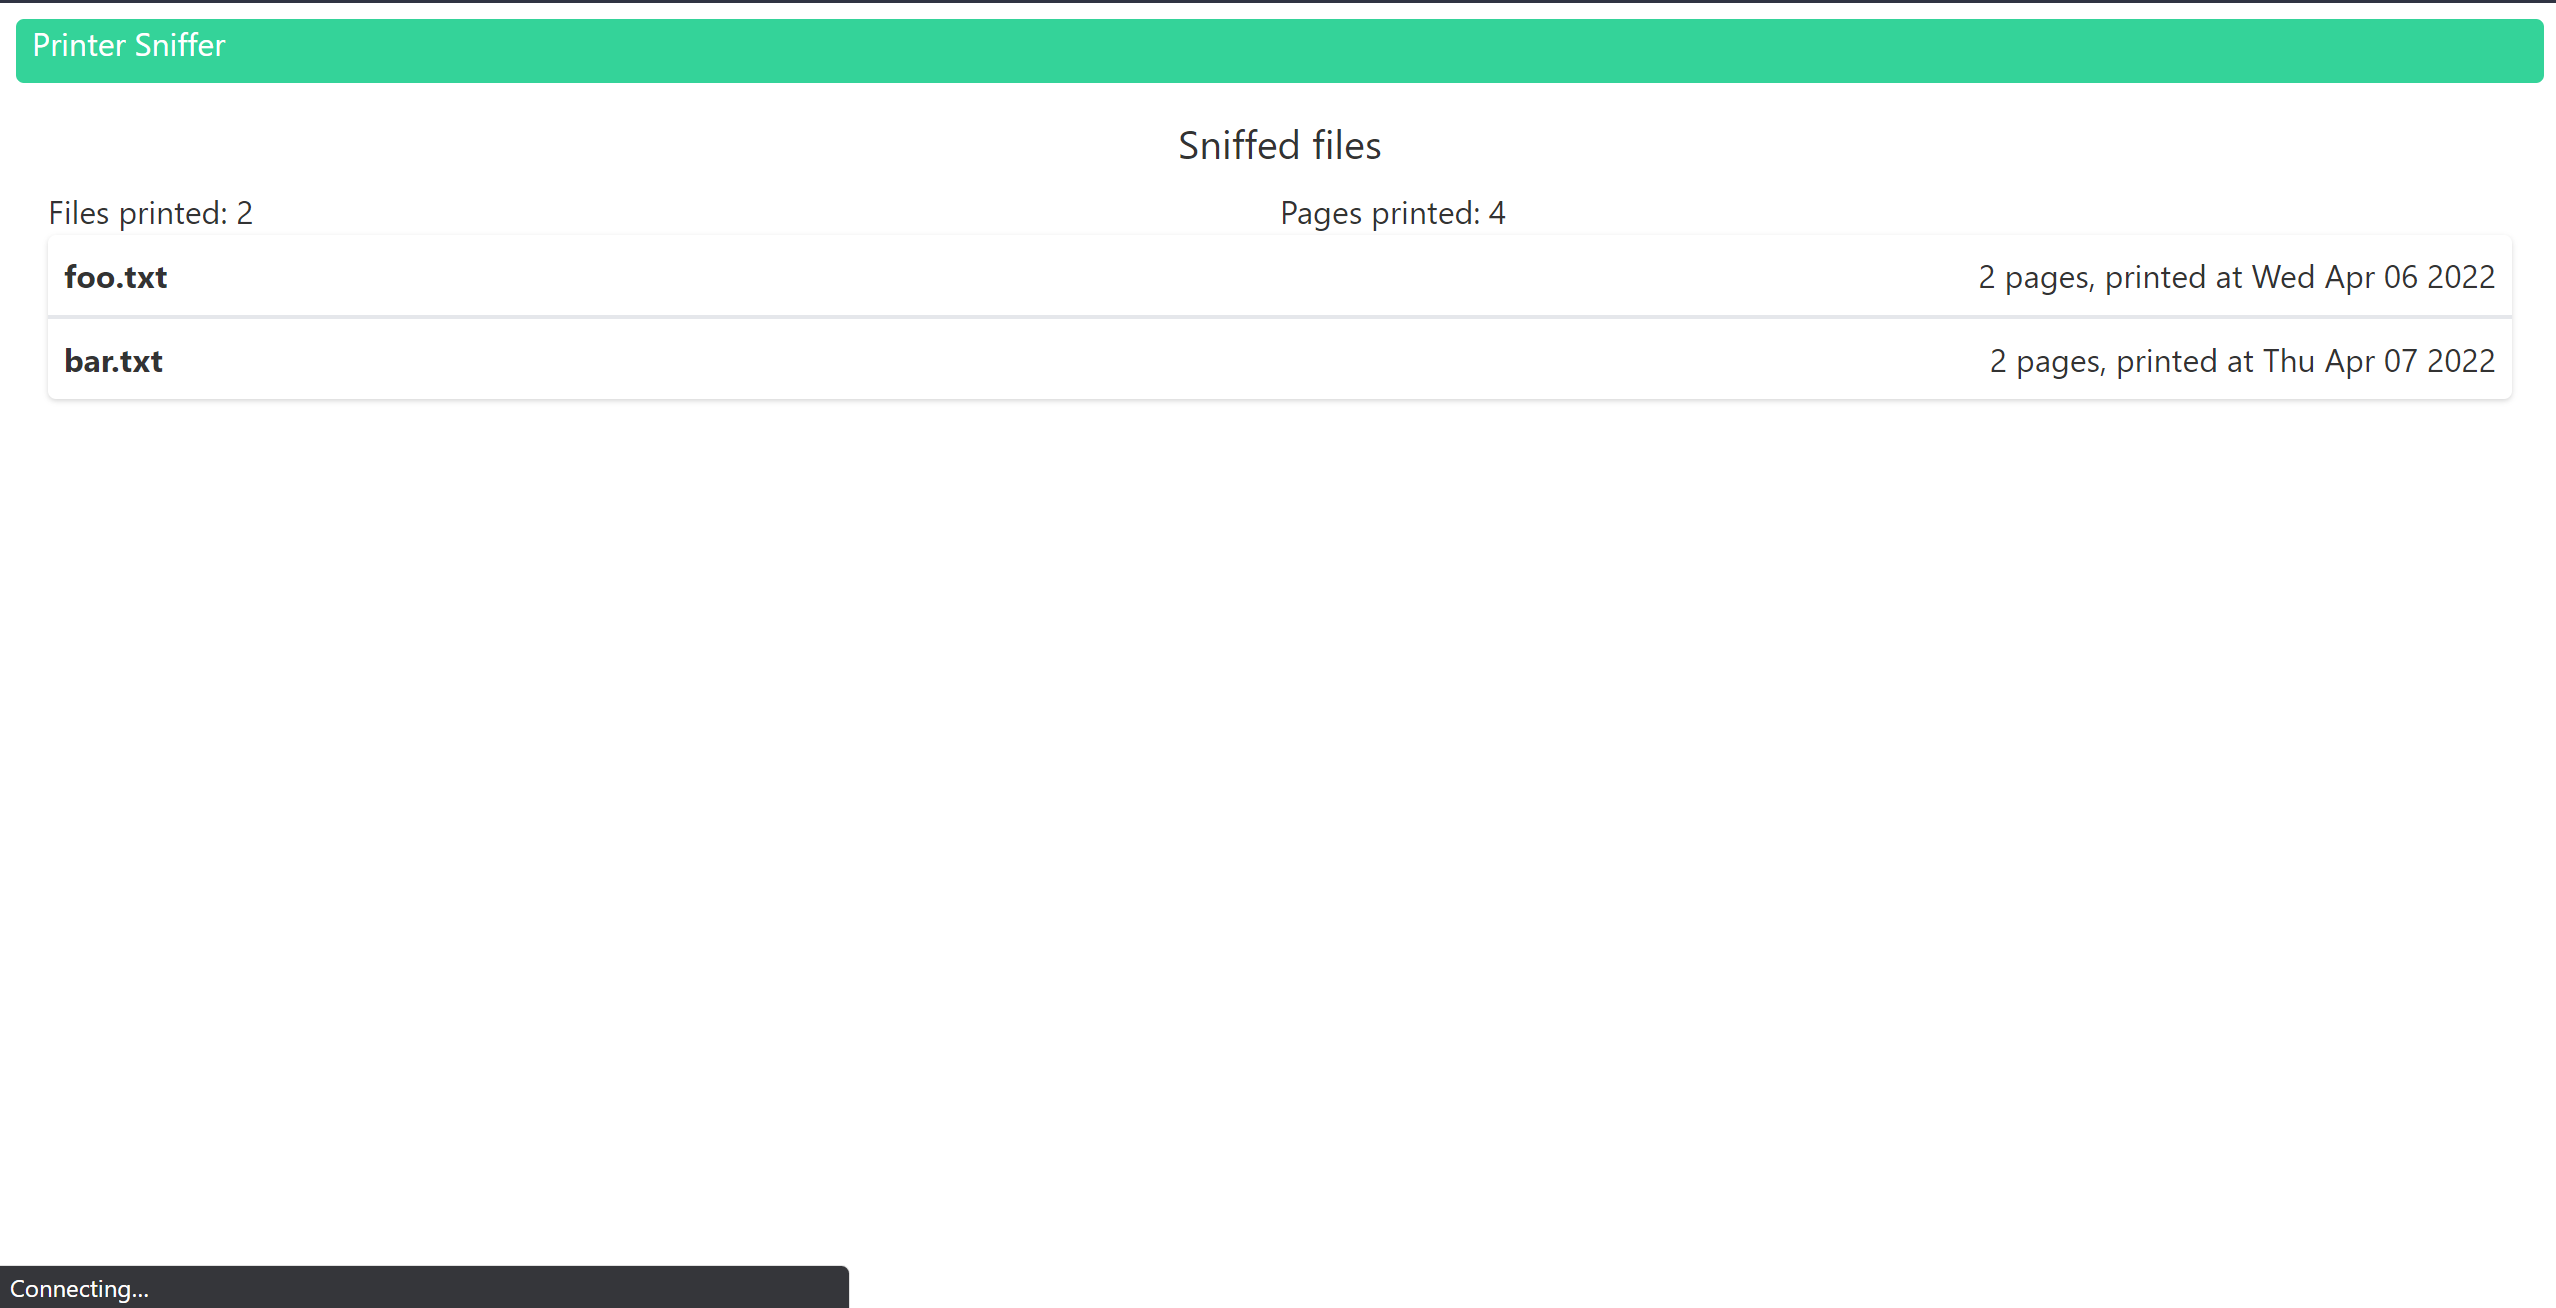 Printer Sniffer
Sniffed files
Files printed: 2
Pages printed: 4
foo.txt
2 pages, printed at Wed Apr 06 2022
bar.txt
2 pages, printed at Thu Apr 07 2022
Connecting...